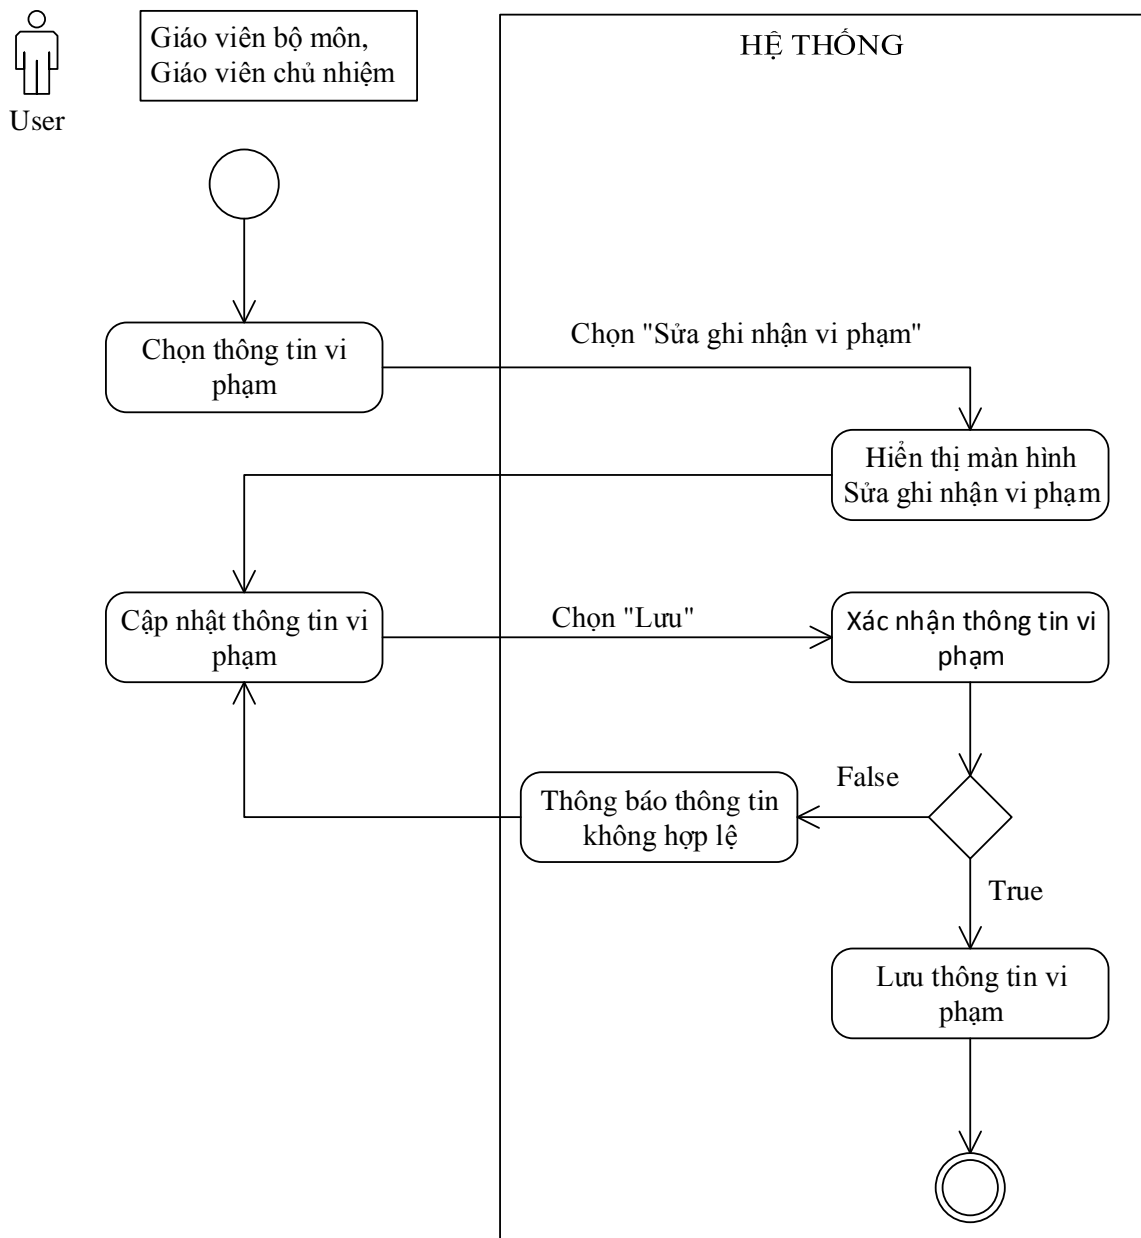 User
Giáo viên bộ môn,
Giáo viên chủ nhiệm
HỆ THỐNG
Chọn thông tin vi
phạm
Chọn "Sửa ghi nhận vi phạm"
Hiển thị màn hình
Sửa ghi nhận vi phạm
Cập nhật thông tin vi
phạm
Chọn "Lưu"
Xác nhận thông tin vi
phạm
False
Thông báo thông tin
không hợp lệ
True
Lưu thông tin vi
phạm